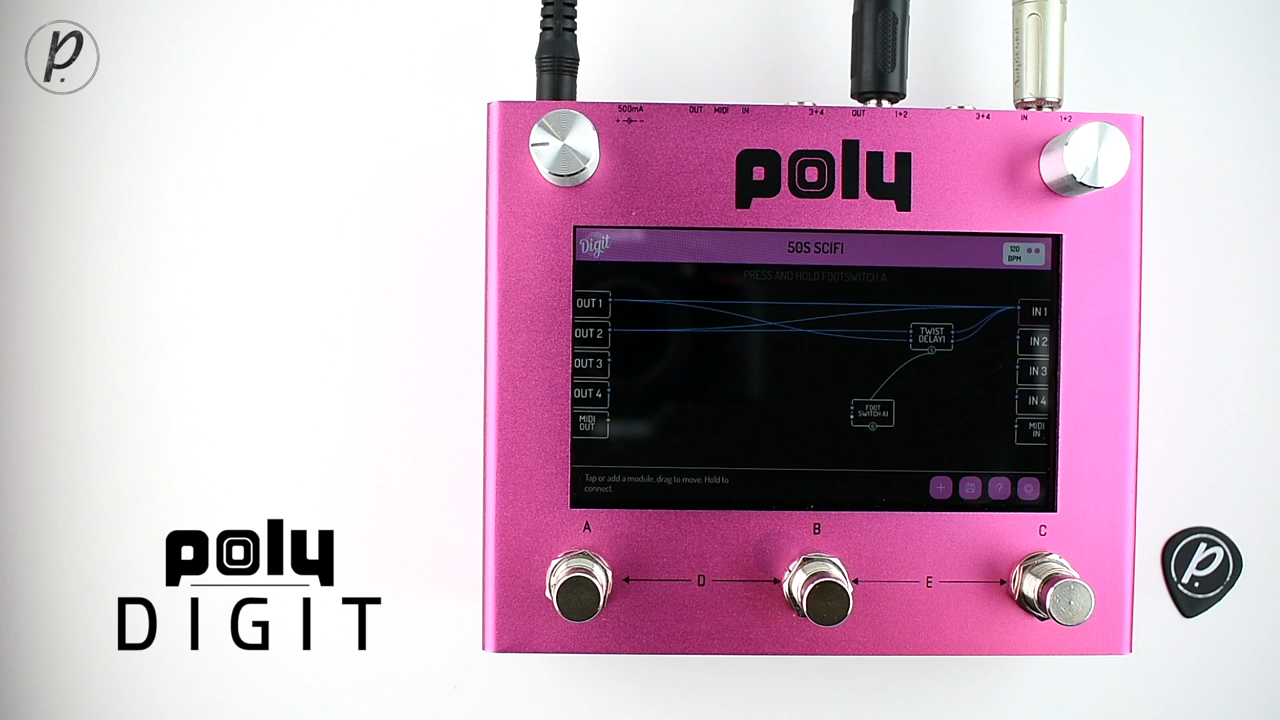 p.
500mA
OUT MIDI IN
3+4 OUT 1+2
3+4 IN 1+2
poly
Digit
50S SCIFI
120 BPM
PRESS AND HOLD FOOTSWITCH A
OUT 1
IN 1
OUT 2
TWIST
DELAY1
IN 2
OUT 3
IN 3
OUT 4
IN 4
FOOT
SWITCH A1
MIDI
OUT
MIDI
IN
Tap or add a module, drag to move. Hold to
connect.
+ ?
A B C
D E
poly
DIGIT
p.